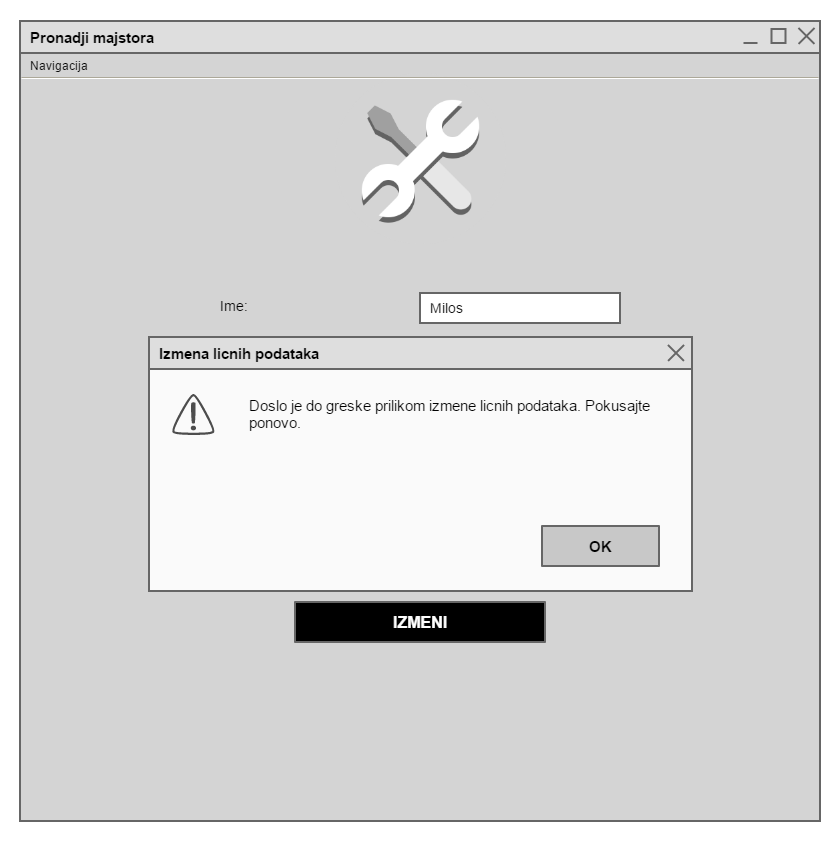 Pronadji majstora
Navigacija
Ime:
Milos
Izmena licnih podataka
Doslo je do greske prilikom izmene licnih podataka. Pokusajte
ponovo.
OK
IZMENI